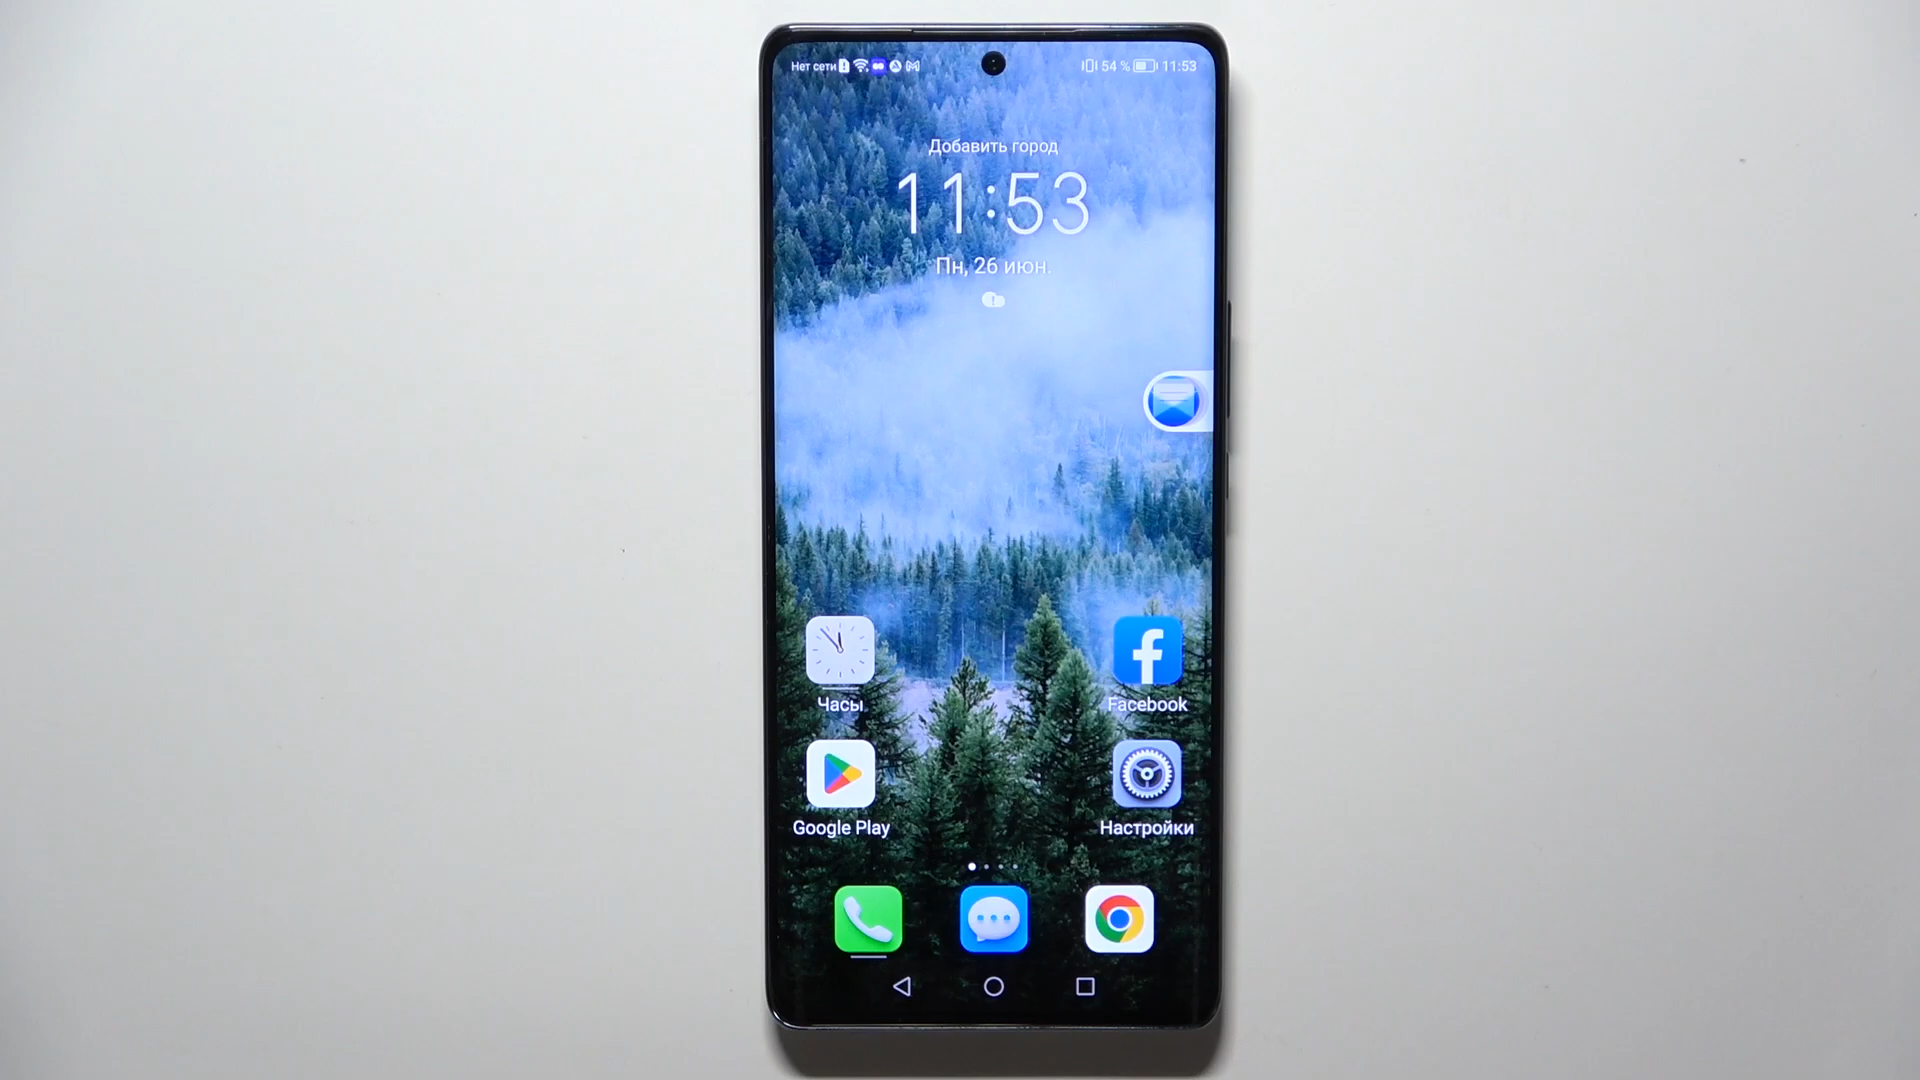 Нет сети
54 % 11:53
Добавить город
11:53
Пн, 26 июн.
Часы
Facebook
Google Play
Настройки